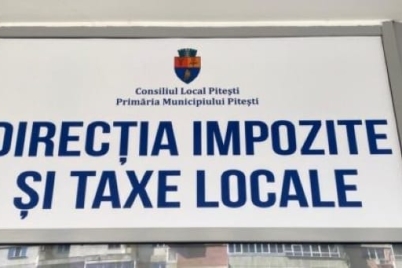 Consiliul Local Pitești
Primăria Municipiului Pitești
DIRECȚIA IMPOZITE
ȘI TAXE LOCALE